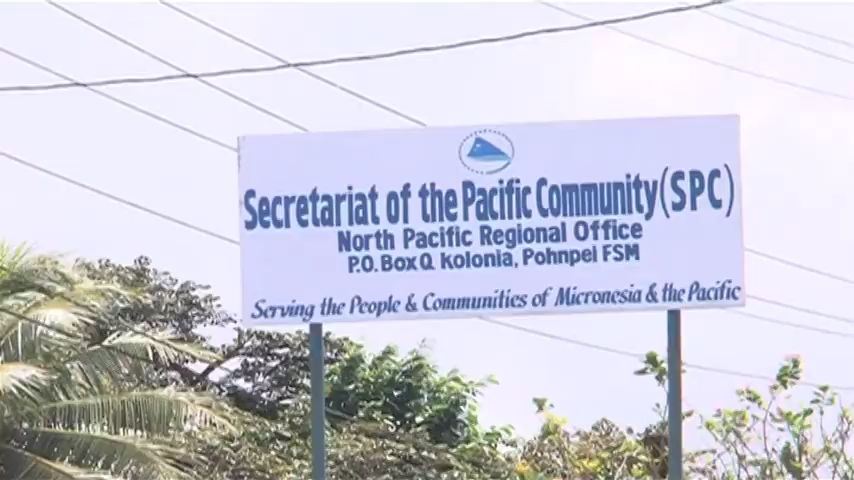 Secretariat of the Pacific Community (SPC)
North Pacific Regional Office
P.O. Box Q Kolonia, Pohnpei FSM
Serving the People & Communities of Micronesia & the Pacific